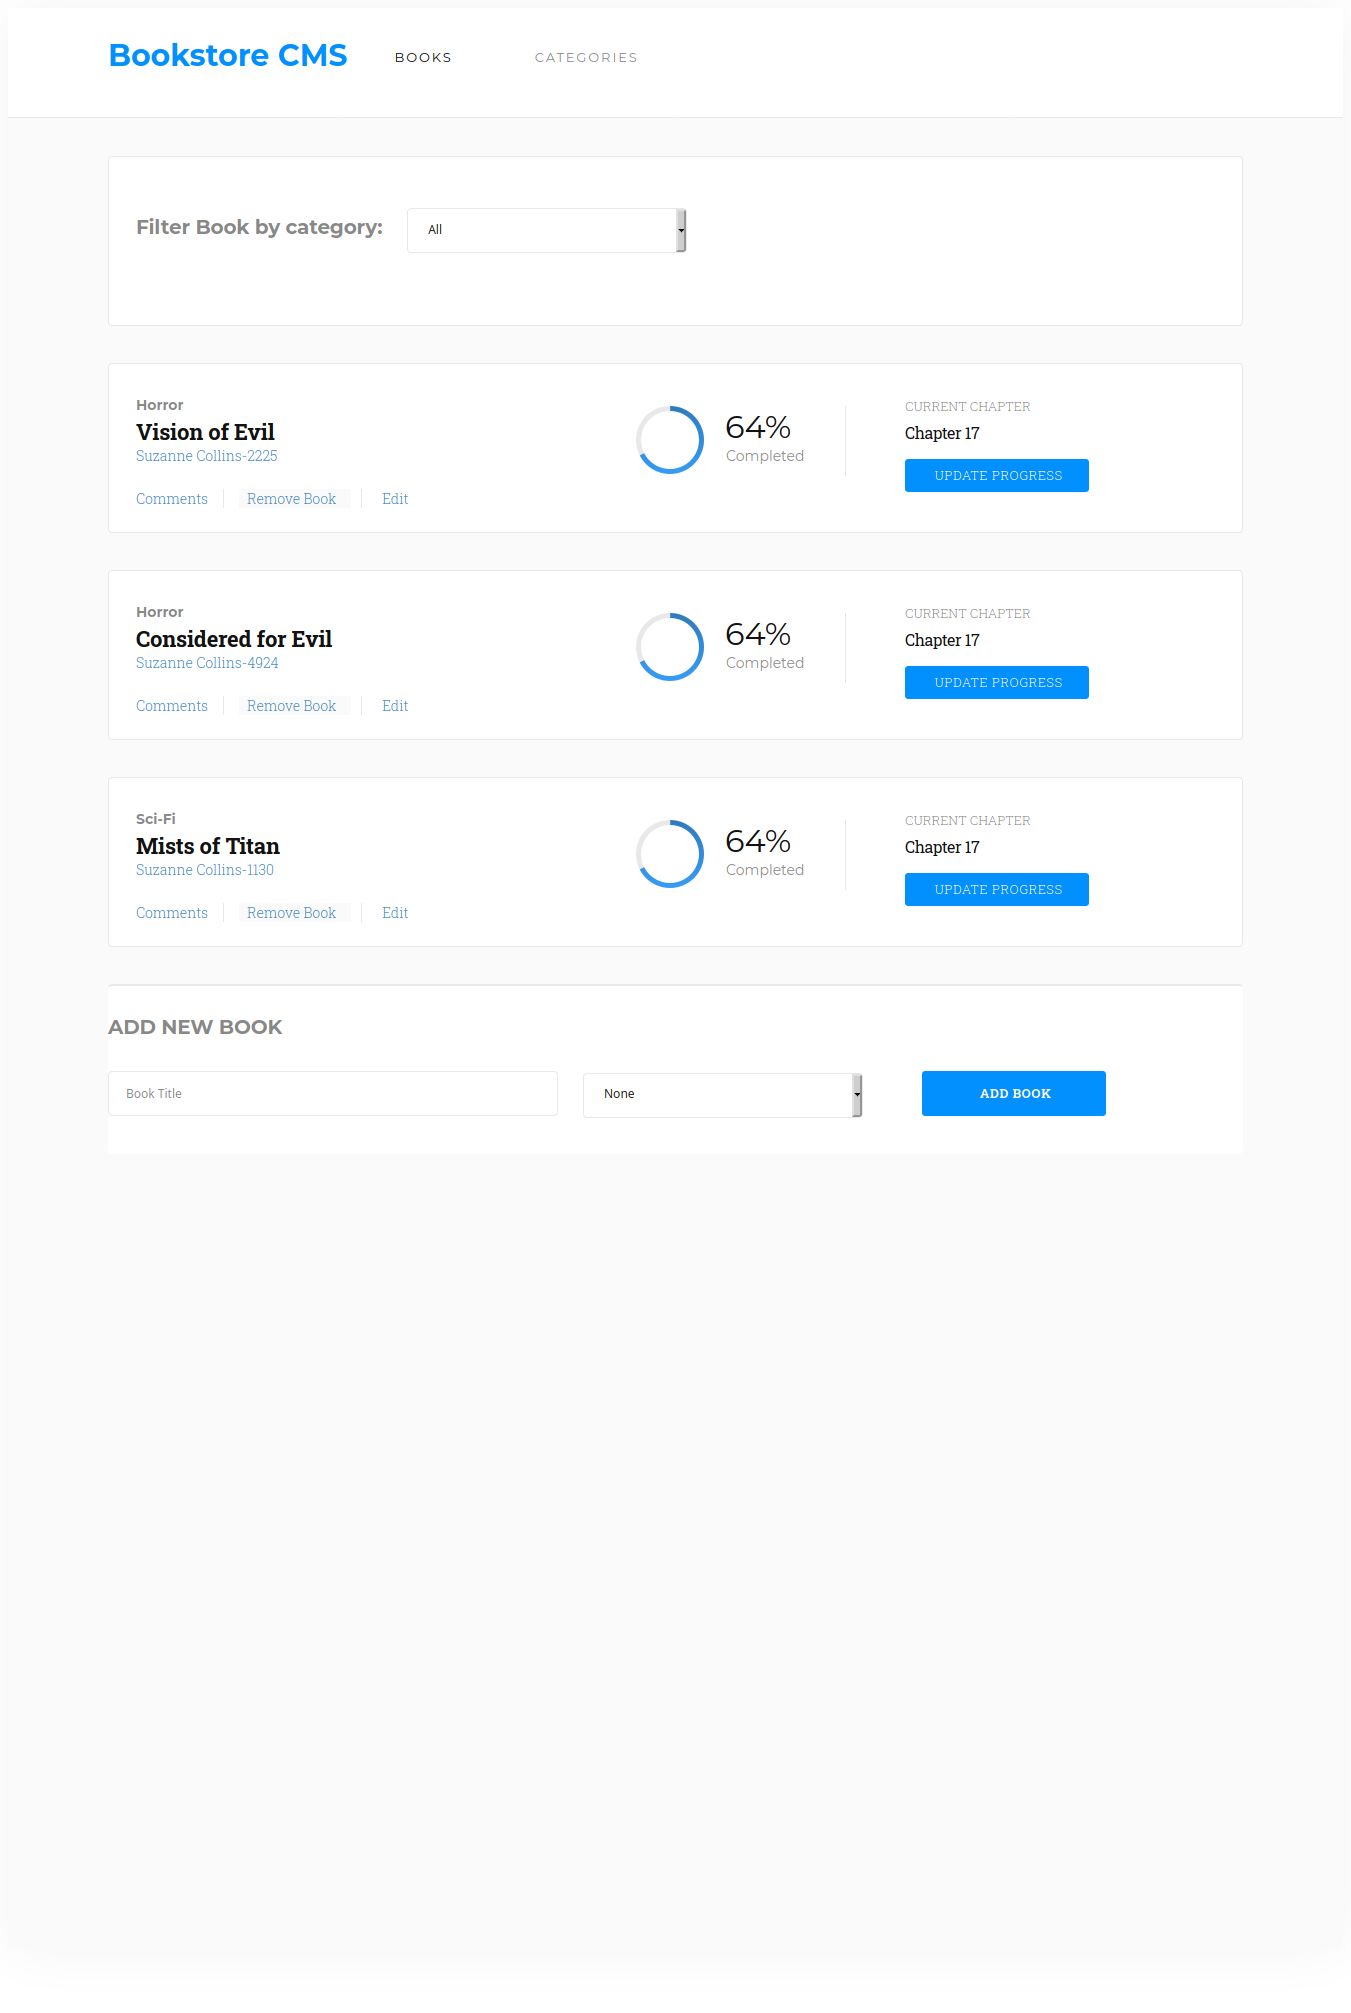 Bookstore CMS BOOKS CATEGORIES
Filter Book by category: All
Horror
Vision of Evil
Suzanne Collins-2225
Comments Remove Book Edit
64%
Completed
CURRENT CHAPTER
Chapter 17
UPDATE PROGRESS
Horror
Considered for Evil
Suzanne Collins-4924
Comments Remove Book Edit
64%
Completed
CURRENT CHAPTER
Chapter 17
UPDATE PROGRESS
Sci-Fi
Mists of Titan
Suzanne Collins-1130
Comments Remove Book Edit
64%
Completed
CURRENT CHAPTER
Chapter 17
UPDATE PROGRESS
ADD NEW BOOK
Book Title None ADD BOOK